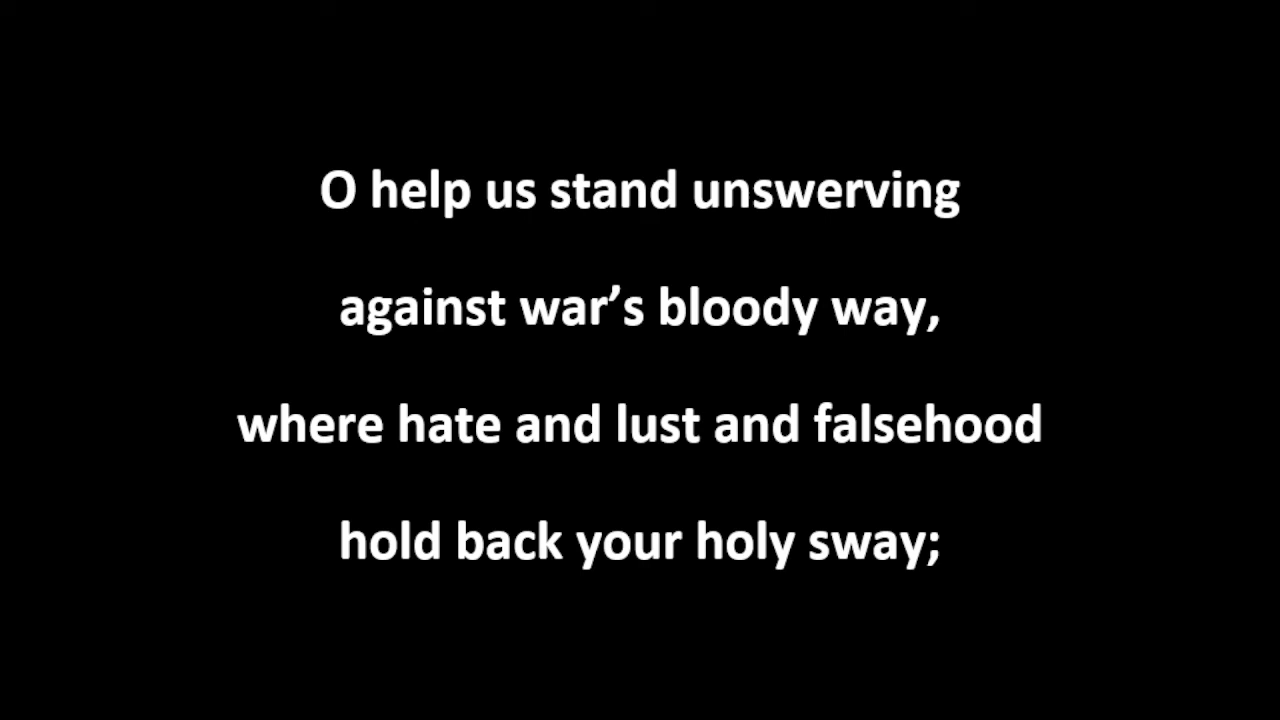 O help us stand unswerving
against war’s bloody way,
where hate and lust and falsehood
hold back your holy sway;